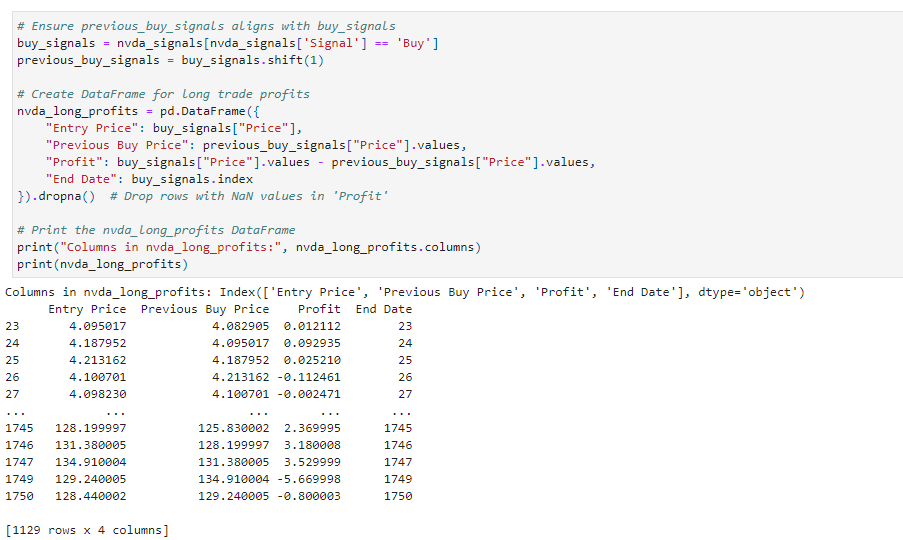 # Ensure previous_buy_signals aligns with buy_signals
buy_signals = nvda_signals[nvda_signals['Signal'] == 'Buy']
previous_buy_signals = buy_signals.shift(1)

# Create DataFrame for long trade profits
nvda_long_profits = pd.DataFrame({
    "Entry Price": buy_signals["Price"],
    "Previous Buy Price": previous_buy_signals["Price"].values,
    "Profit": buy_signals["Price"].values - previous_buy_signals["Price"].values,
    "End Date": buy_signals.index
}).dropna()  # Drop rows with NaN values in 'Profit'

# Print the nvda_long_profits DataFrame
print("Columns in nvda_long_profits:", nvda_long_profits.columns)
print(nvda_long_profits)
Columns in nvda_long_profits: Index(['Entry Price', 'Previous Buy Price', 'Profit', 'End Date'], dtype='object')
      Entry Price  Previous Buy Price    Profit  End Date
23       4.095017            4.082905  0.012112        23
24       4.187952            4.095017  0.092935        24
25       4.213162            4.187952  0.025210        25
26       4.100701            4.213162 -0.112461        26
27       4.098230            4.100701 -0.002471        27
...           ...                 ...       ...       ...
1745   128.199997          125.830002  2.369995      1745
1746   131.380005          128.199997  3.180008      1746
1747   134.910004          131.380005  3.529999      1747
1749   129.240005          134.910004 -5.669998      1749
1750   128.440002          129.240005 -0.800003      1750

[1129 rows x 4 columns]